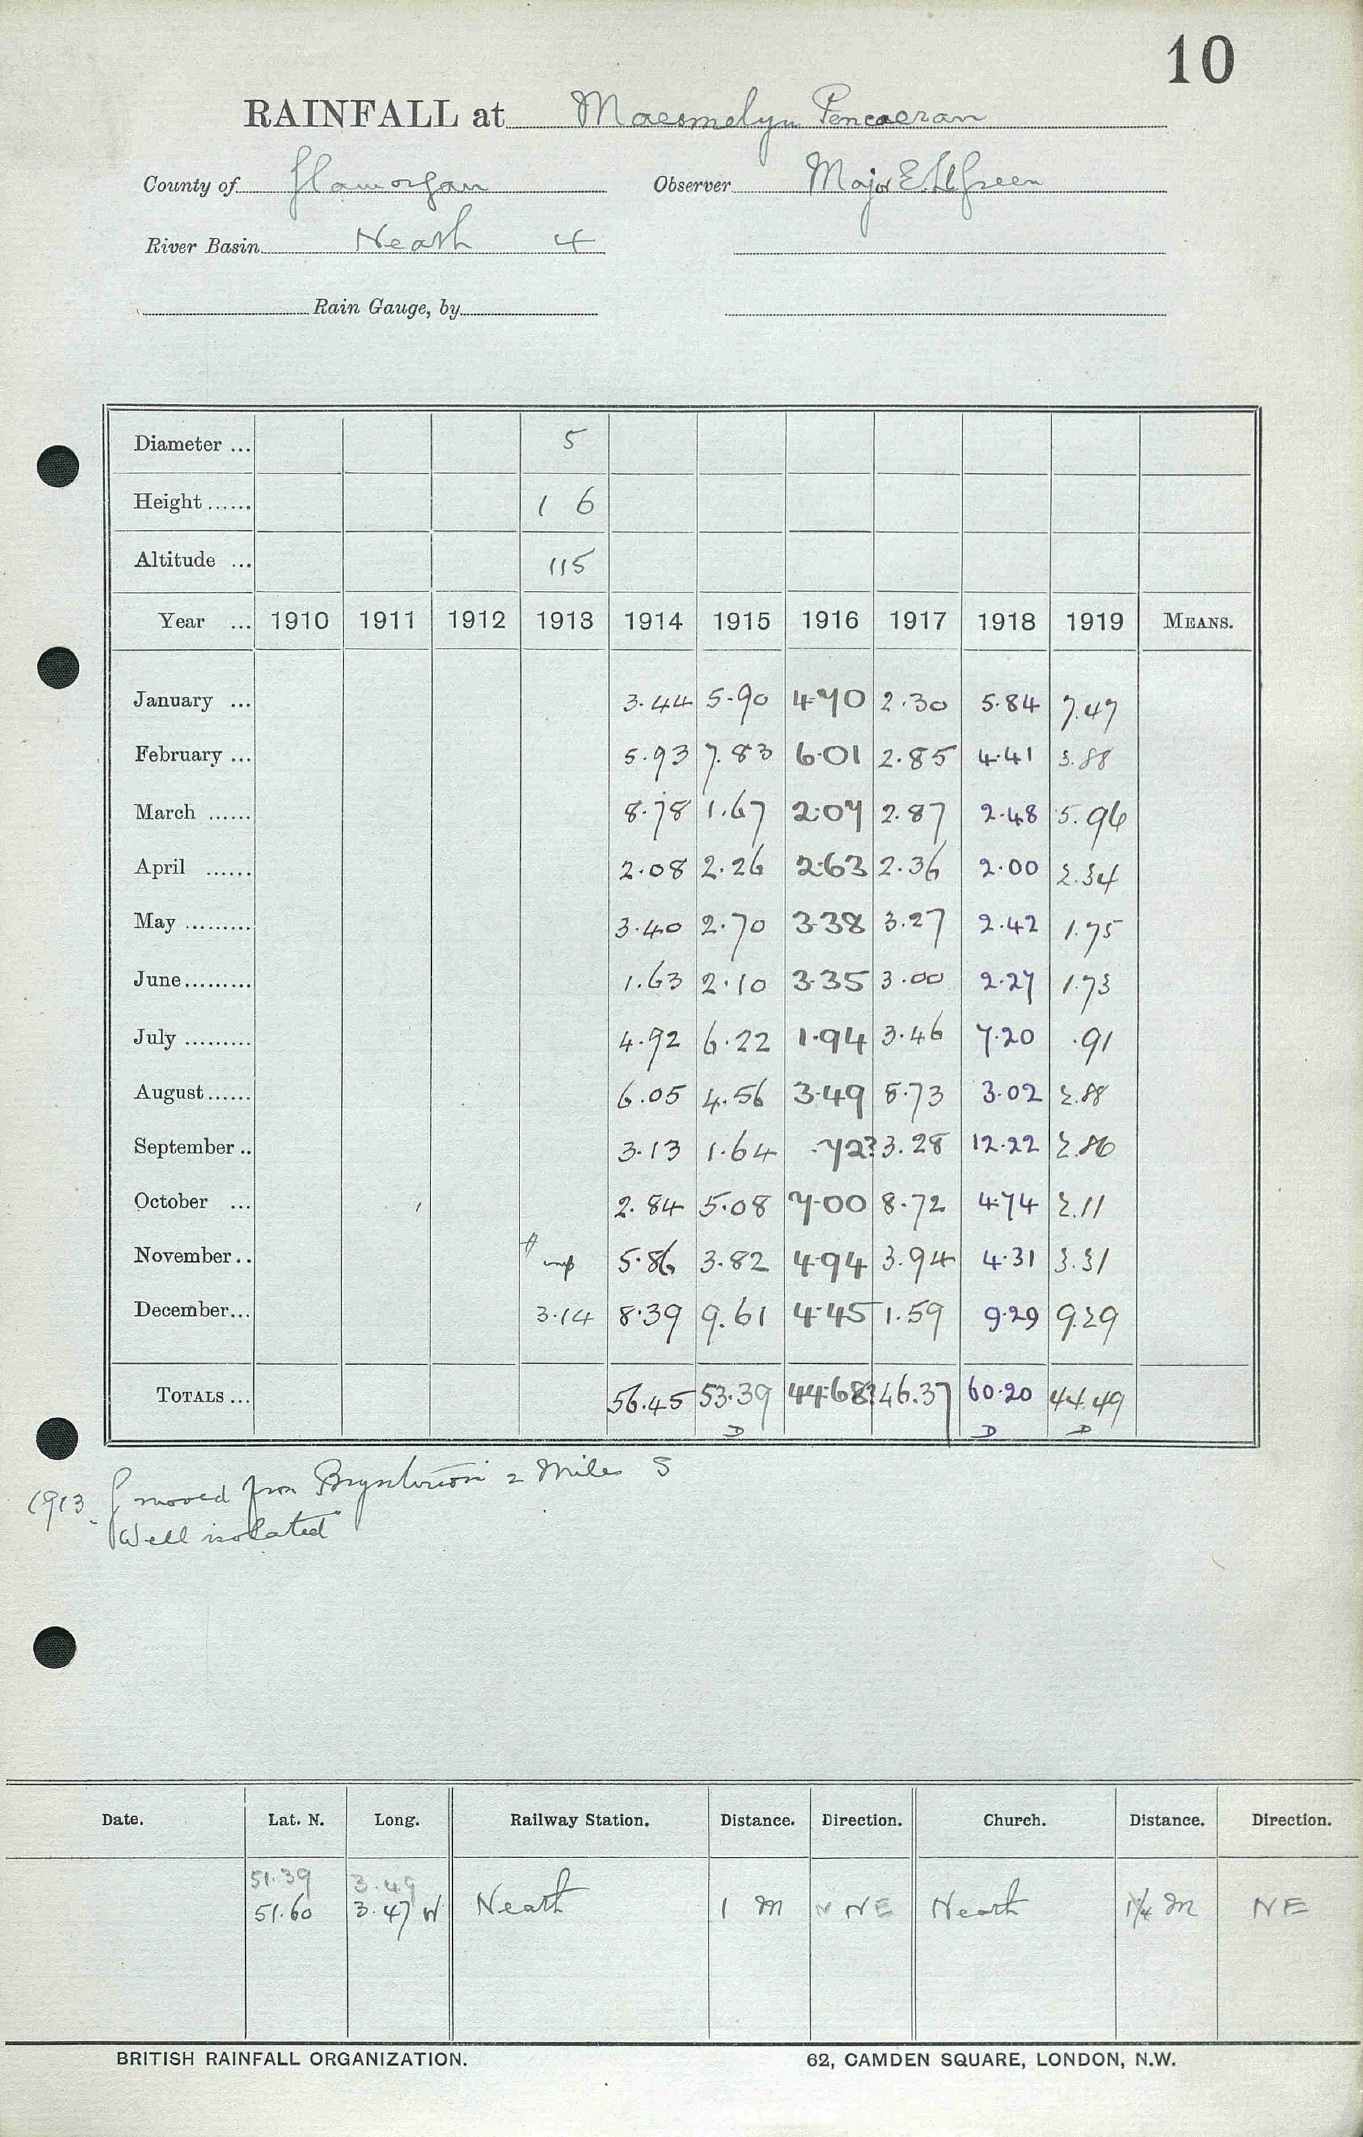 10
RAINFALL at Maesmelyn Pencaeran
County of Glamorgan Observer Major E. Green
River Basin Neath 4
Rain Gauge, by
Diameter ... 5
Height ...... 1 6
Altitude ... 115
Year ... 1910 1911 1912 1913 1914 1915 1916 1917 1918 1919 MEANS.
January ... 3.44 5.90 4.70 2.30 5.84 7.47
February ... 5.93 7.83 6.01 2.85 4.41 3.88
March ...... 8.78 1.67 2.07 2.87 2.48 5.96
April ...... 2.08 2.26 2.63 2.36 2.00 2.34
May ......... 3.40 2.70 3.38 3.27 2.42 1.75
June ......... 1.63 2.10 3.35 3.00 2.27 1.73
July ......... 4.92 6.22 1.94 3.46 7.20 .91
August ...... 6.05 4.56 3.49 8.73 3.02 2.88
September .. 3.13 1.64 .72? 3.28 12.22 2.86
October ... 2.84 5.08 7.00 8.72 4.74 2.11
November .. 5.86 3.82 4.94 3.94 4.31 3.31
December ... 3.14 8.39 9.61 4.45 1.59 9.29 9.29
TOTALS ... 56.45 53.39 44.68? 46.37 60.20 44.49
D D D
1913. moved from 2 Miles S
"Well isolated"
Date. Lat. N. Long. Railway Station. Distance. Direction. Church. Distance. Direction.
51.39 3.49
51.60 3.47 W Neath 1 M NNE Neath 1¼ M NE
BRITISH RAINFALL ORGANIZATION. 62, CAMDEN SQUARE, LONDON, N.W.